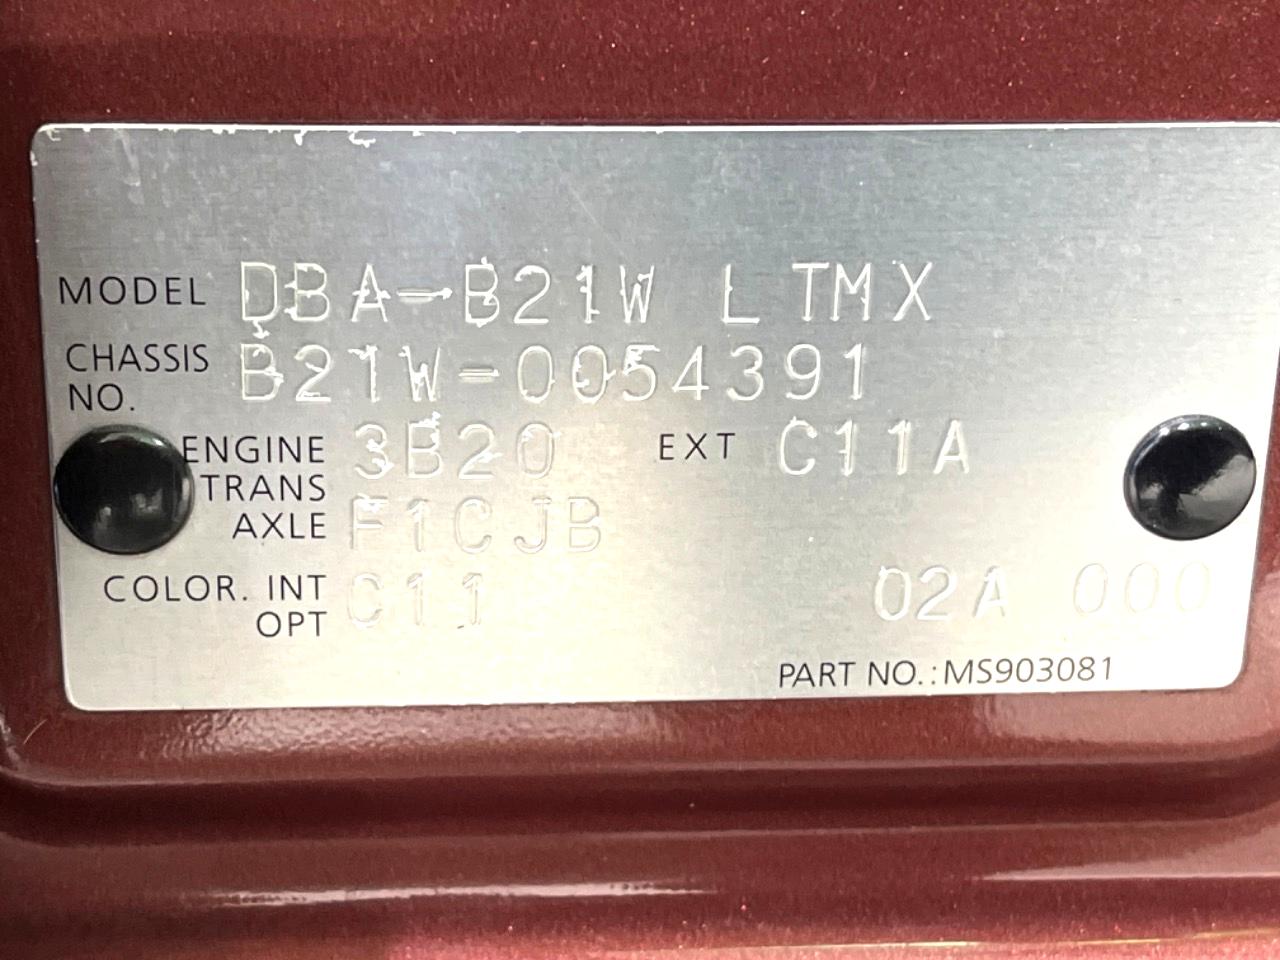 MODEL DBA-B21W LTMX
CHASSIS NO. B21W-0054391
ENGINE 3B20 EXT C11A
TRANS AXLE F1CJB
COLOR. INT OPT C11 02A 000
PART NO.: MS903081